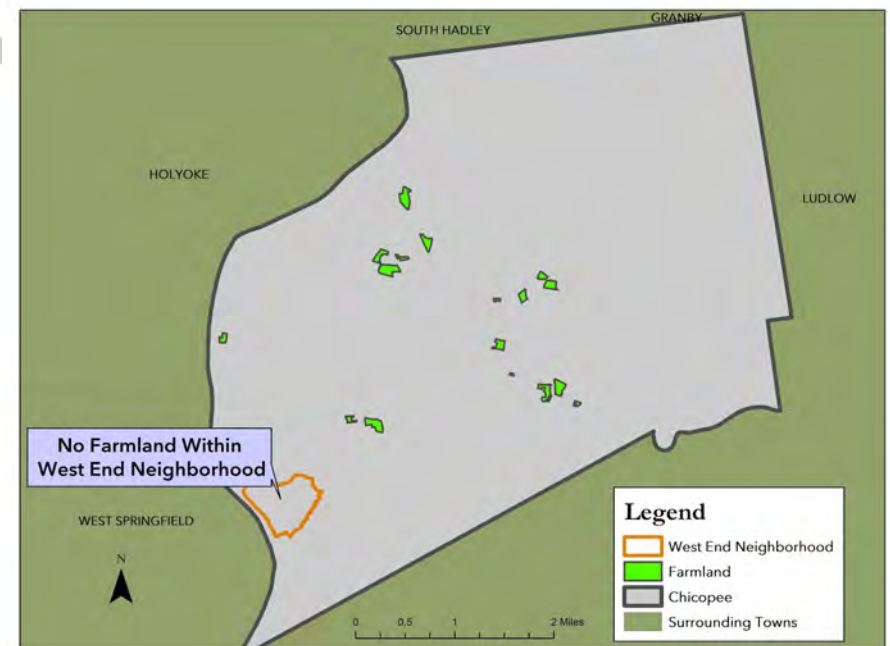 GRANBY
SOUTH HADLEY
HOLYOKE
LUDLOW
No Farmland Within
West End Neighborhood
WEST SPRINGFIELD
N
0 0.5 1 2 Miles
Legend
West End Neighborhood
Farmland
Chicopee
Surrounding Towns